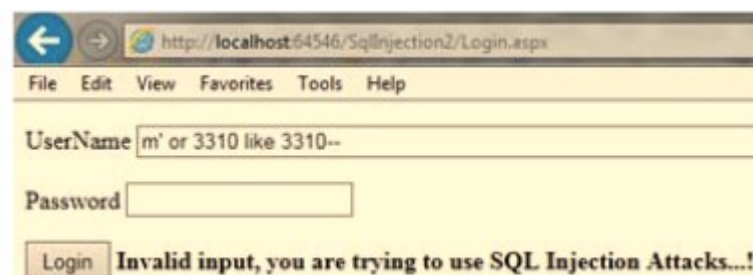 http://localhost:64546/SqlInjection2/Login.aspx
File Edit View Favorites Tools Help
UserName m' or 3310 like 3310--
Password
Login Invalid input, you are trying to use SQL Injection Attacks...